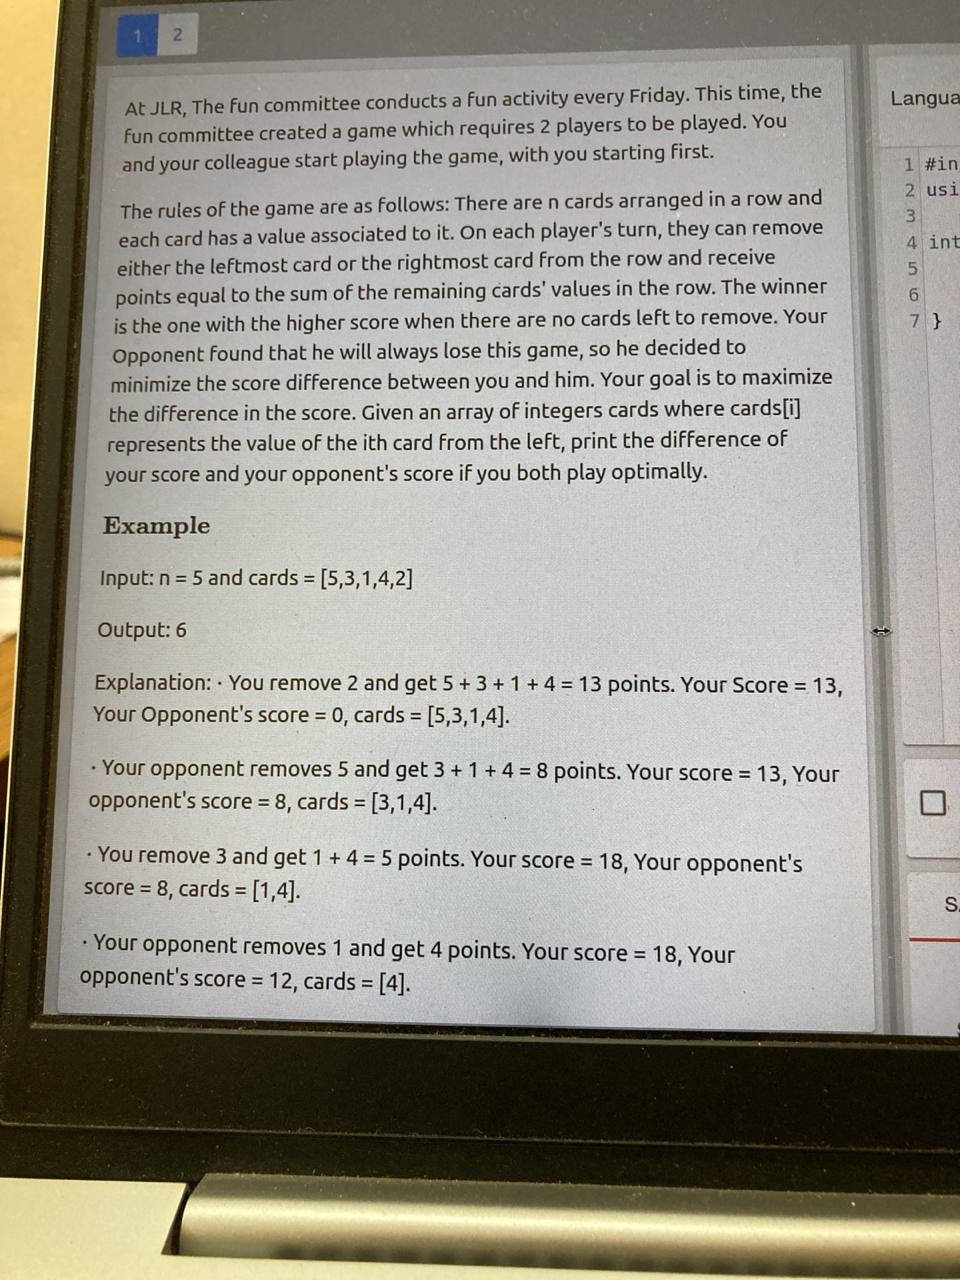 1 2
At JLR, The fun committee conducts a fun activity every Friday. This time, the
fun committee created a game which requires 2 players to be played. You
and your colleague start playing the game, with you starting first.
The rules of the game are as follows: There are n cards arranged in a row and
each card has a value associated to it. On each player's turn, they can remove
either the leftmost card or the rightmost card from the row and receive
points equal to the sum of the remaining cards' values in the row. The winner
is the one with the higher score when there are no cards left to remove. Your
Opponent found that he will always lose this game, so he decided to
minimize the score difference between you and him. Your goal is to maximize
the difference in the score. Given an array of integers cards where cards[i]
represents the value of the ith card from the left, print the difference of
your score and your opponent's score if you both play optimally.
Example
Input: n = 5 and cards = [5,3,1,4,2]
Output: 6
Explanation: · You remove 2 and get 5 + 3 + 1 + 4 = 13 points. Your Score = 13,
Your Opponent's score = 0, cards = [5,3,1,4].
· Your opponent removes 5 and get 3 + 1 + 4 = 8 points. Your score = 13, Your
opponent's score = 8, cards = [3,1,4].
· You remove 3 and get 1 + 4 = 5 points. Your score = 18, Your opponent's
score = 8, cards = [1,4].
· Your opponent removes 1 and get 4 points. Your score = 18, Your
opponent's score = 12, cards = [4].
Langua
1 #in
2 usi
3
4 int
5
6
7 }